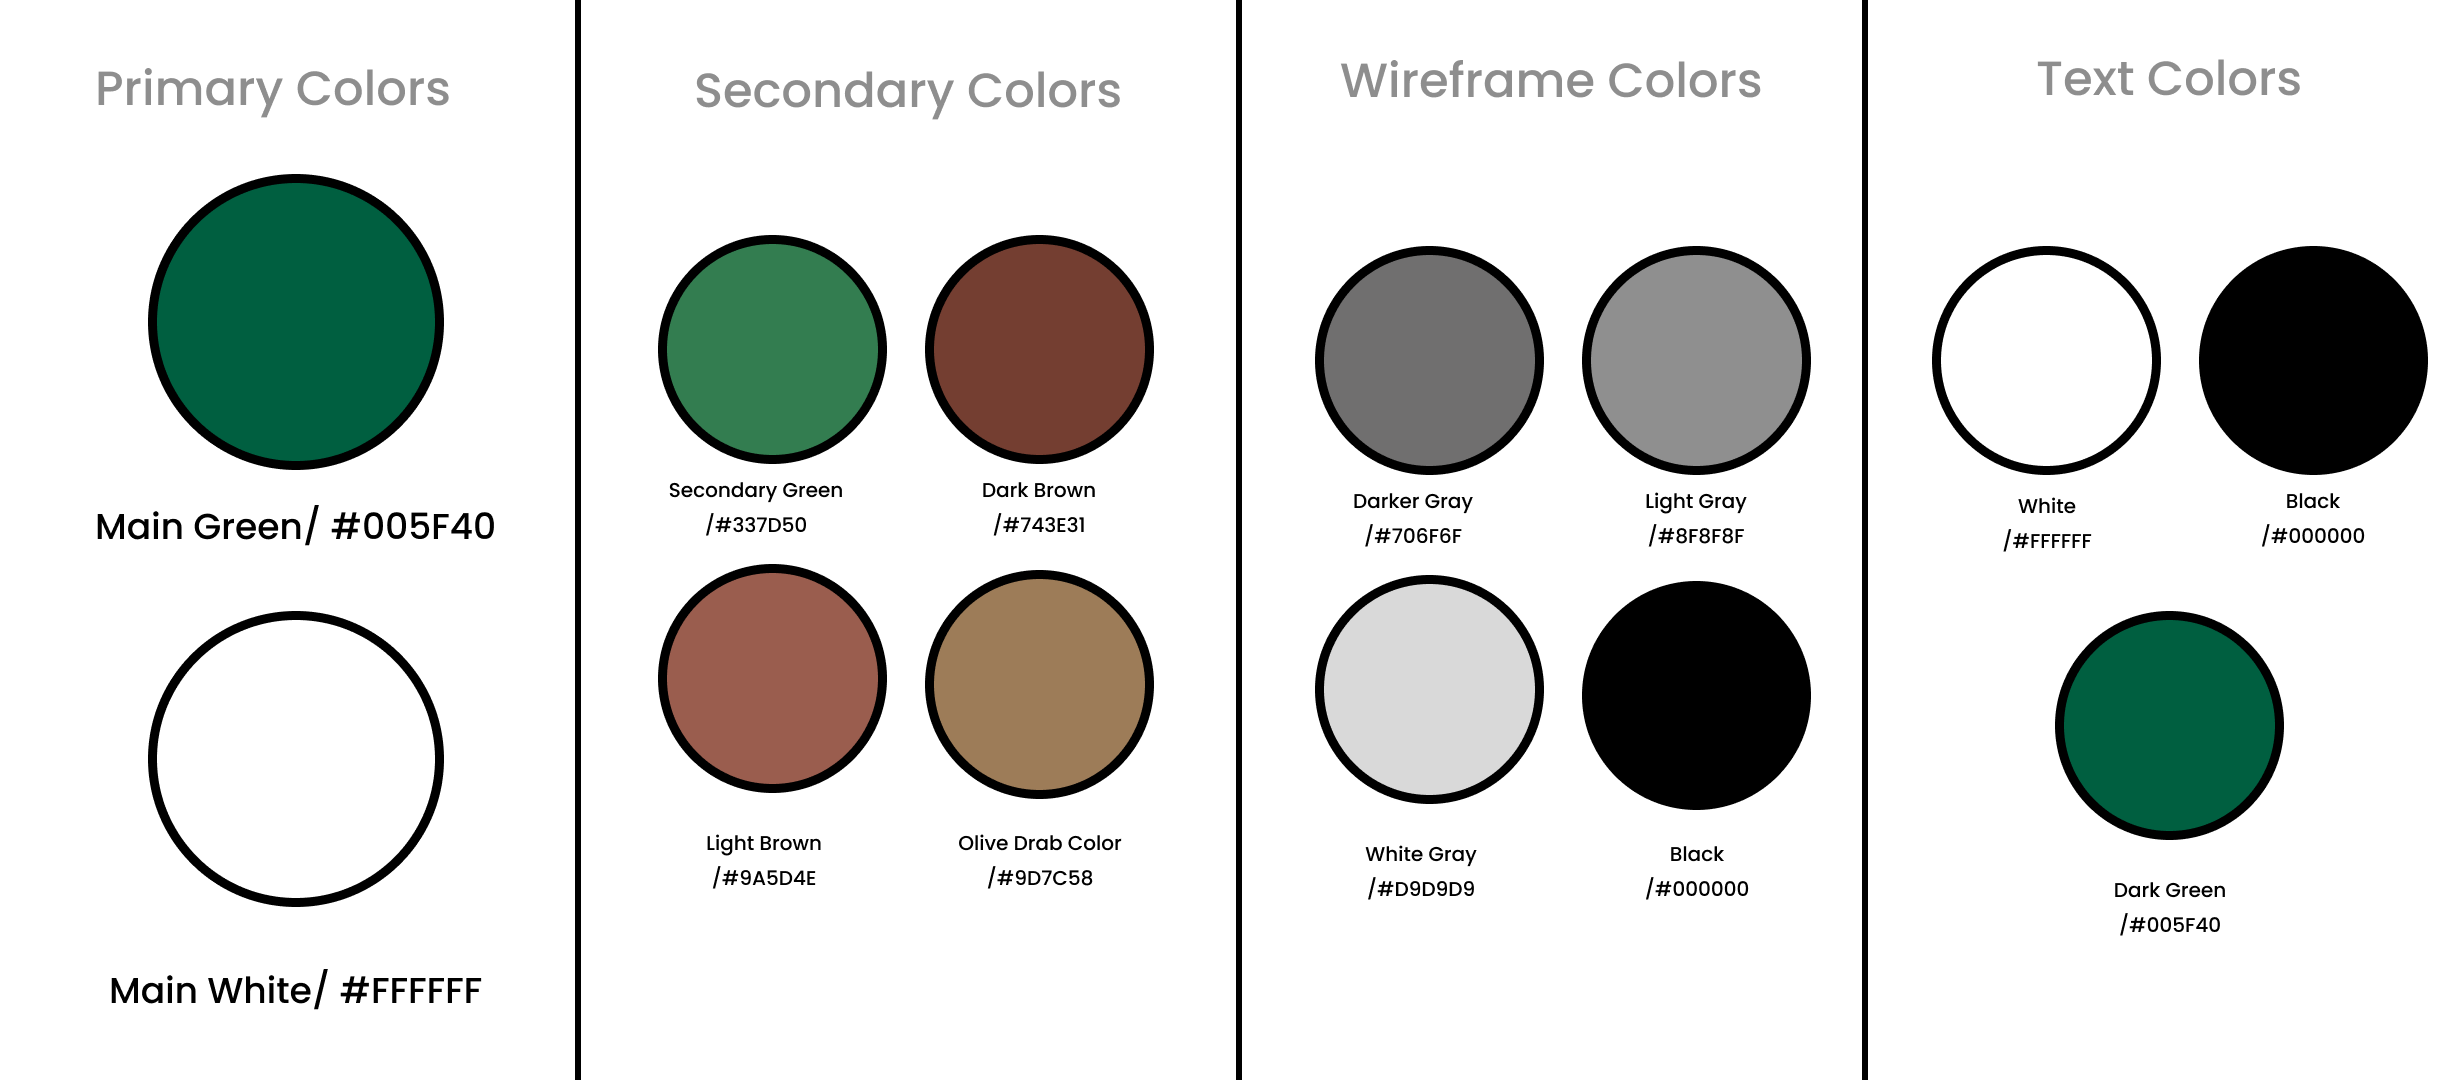 Primary Colors
Main Green/ #005F40
Main White/ #FFFFFF
Secondary Colors
Secondary Green
/#337D50
Dark Brown
/#743E31
Light Brown
/#9A5D4E
Olive Drab Color
/#9D7C58
Wireframe Colors
Darker Gray
/#706F6F
Light Gray
/#8F8F8F
White Gray
/#D9D9D9
Black
/#000000
Text Colors
White
/#FFFFFF
Black
/#000000
Dark Green
/#005F40